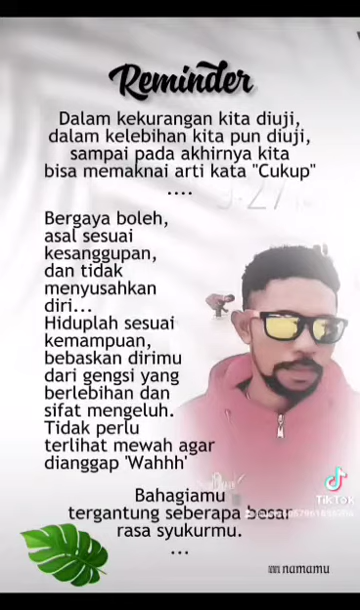 Reminder
Dalam kekurangan kita diuji,
dalam kelebihan kita pun diuji,
sampai pada akhirnya kita
bisa memaknai arti kata "Cukup"
....
Bergaya boleh,
asal sesuai
kesanggupan,
dan tidak
menyusahkan
diri...
Hiduplah sesuai
kemampuan,
bebaskan dirimu
dari gengsi yang
berlebihan dan
sifat mengeluh.
Tidak perlu
terlihat mewah agar
dianggap 'Wahhh'
TikTok
Bahagiamu
tergantung seberapa besar
rasa syukurmu.
...
namamu